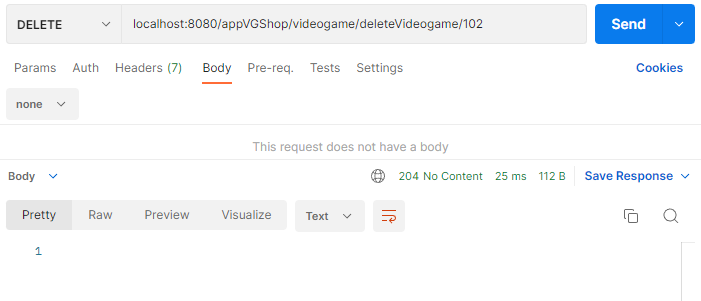 DELETE localhost:8080/appVGShop/videogame/deleteVideogame/102 Send
Params Auth Headers (7) Body Pre-req. Tests Settings Cookies
none
This request does not have a body
Body 204 No Content 25 ms 112 B Save Response
Pretty Raw Preview Visualize Text
1